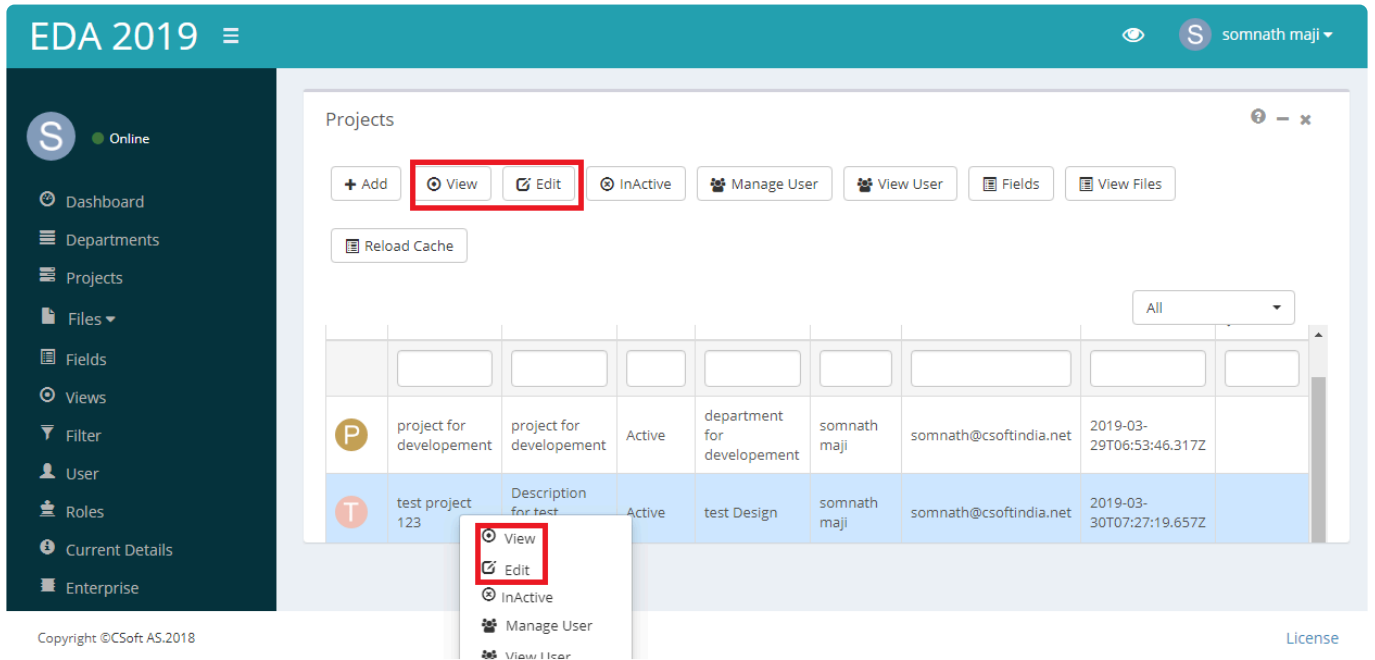 EDA 2019
S somnath maji
S Online
Dashboard
Departments
Projects
Files
Fields
Views
Filter
User
Roles
Current Details
Enterprise
Projects
Add View Edit InActive Manage User View User Fields View Files
Reload Cache
All
P
project for
developement
project for
developement
Active
department
for
developement
somnath
maji
somnath@csoftindia.net
2019-03-
29T06:53:46.317Z
T
test project
123
Description
for test
Active
test Design
somnath
maji
somnath@csoftindia.net
2019-03-
30T07:27:19.657Z
View
Edit
InActive
Manage User
View User
Copyright ©CSoft AS.2018
License